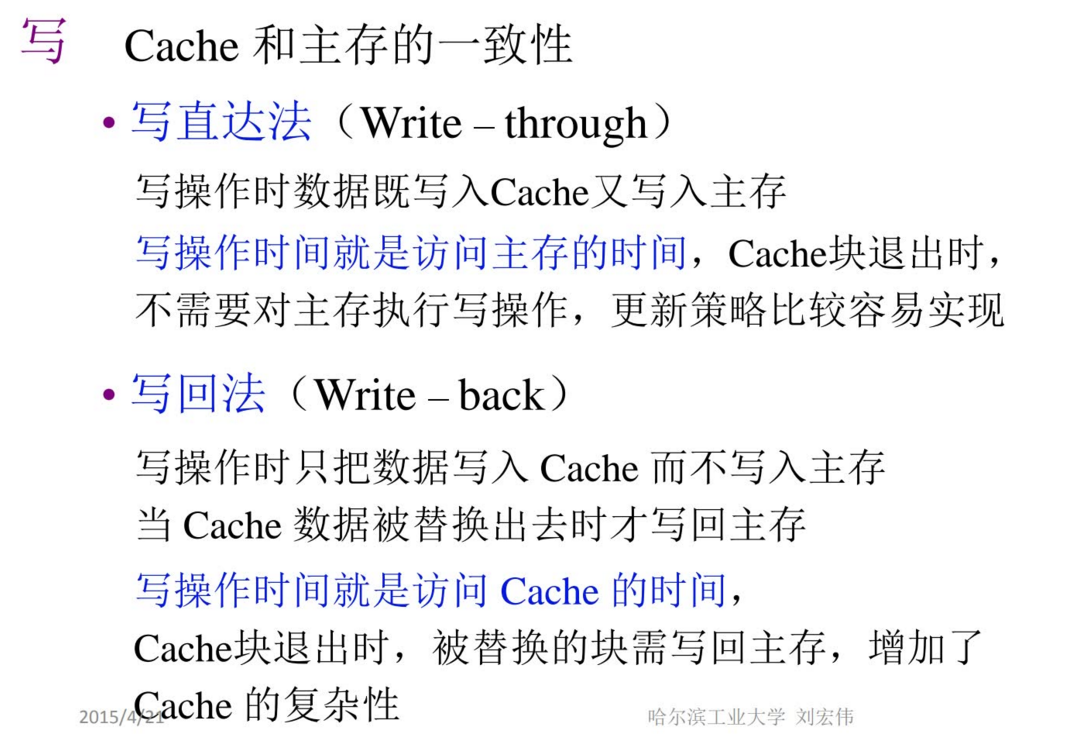 写 Cache 和主存的一致性
• 写直达法（Write – through）
写操作时数据既写入Cache又写入主存
写操作时间就是访问主存的时间，Cache块退出时，
不需要对主存执行写操作，更新策略比较容易实现
• 写回法（Write – back）
写操作时只把数据写入 Cache 而不写入主存
当 Cache 数据被替换出去时才写回主存
写操作时间就是访问 Cache 的时间，
Cache块退出时，被替换的块需写回主存，增加了
Cache 的复杂性
2015/4/21
哈尔滨工业大学 刘宏伟